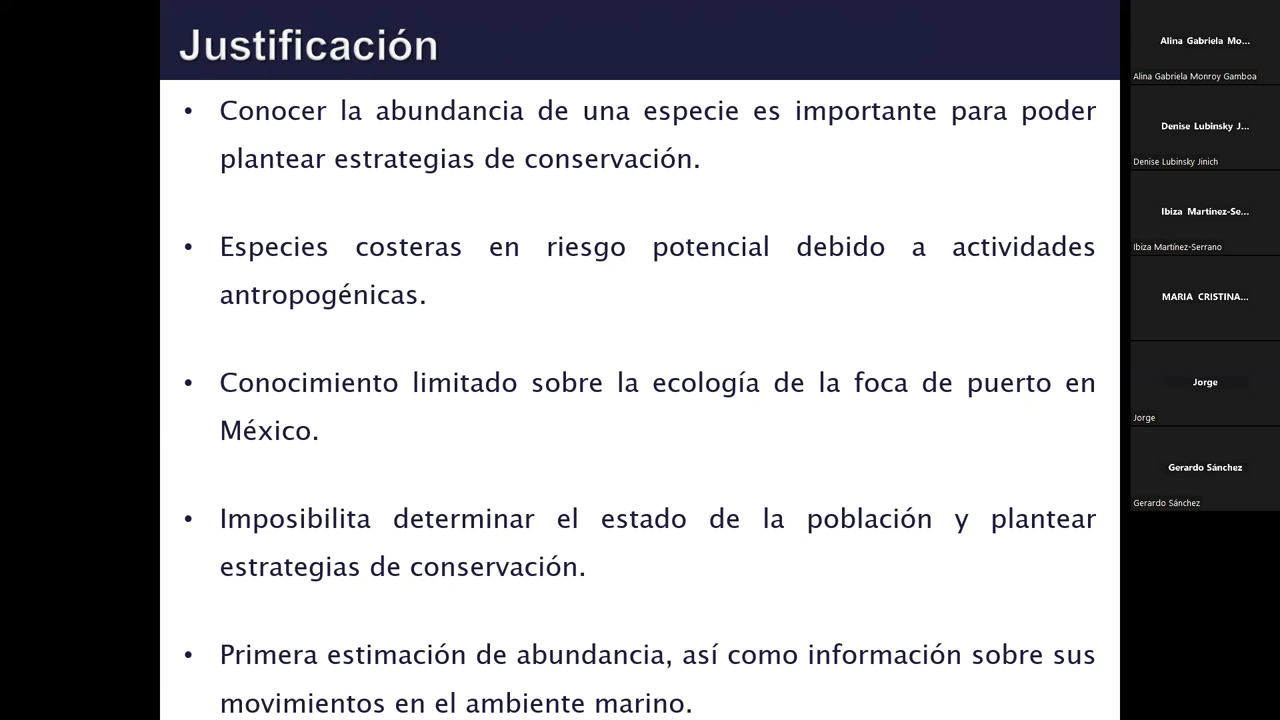 Justificación
• Conocer la abundancia de una especie es importante para poder
plantear estrategias de conservación.
• Especies costeras en riesgo potencial debido a actividades
antropogénicas.
• Conocimiento limitado sobre la ecología de la foca de puerto en
México.
• Imposibilita determinar el estado de la población y plantear
estrategias de conservación.
• Primera estimación de abundancia, así como información sobre sus
movimientos en el ambiente marino.
Alina Gabriela Mo...
Alina Gabriela Monroy Gamboa
Denise Lubinsky J...
Denise Lubinsky Jinich
Ibiza Martínez-Se...
Ibiza Martínez-Serrano
MARIA CRISTINA...
Jorge
Jorge
Gerardo Sánchez
Gerardo Sánchez